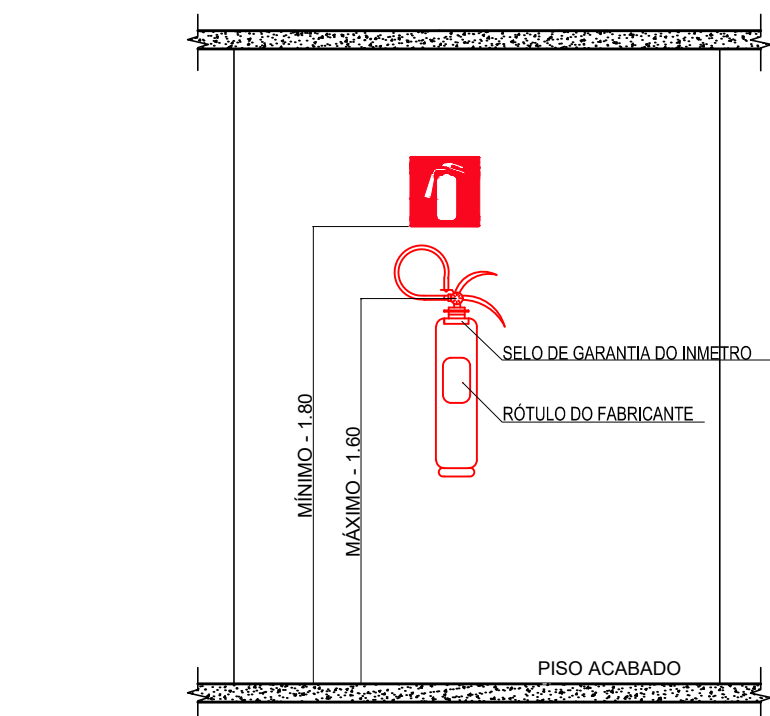 SELO DE GARANTIA DO INMETRO
RÓTULO DO FABRICANTE
MÍNIMO - 1.80
MÁXIMO - 1.60
PISO ACABADO